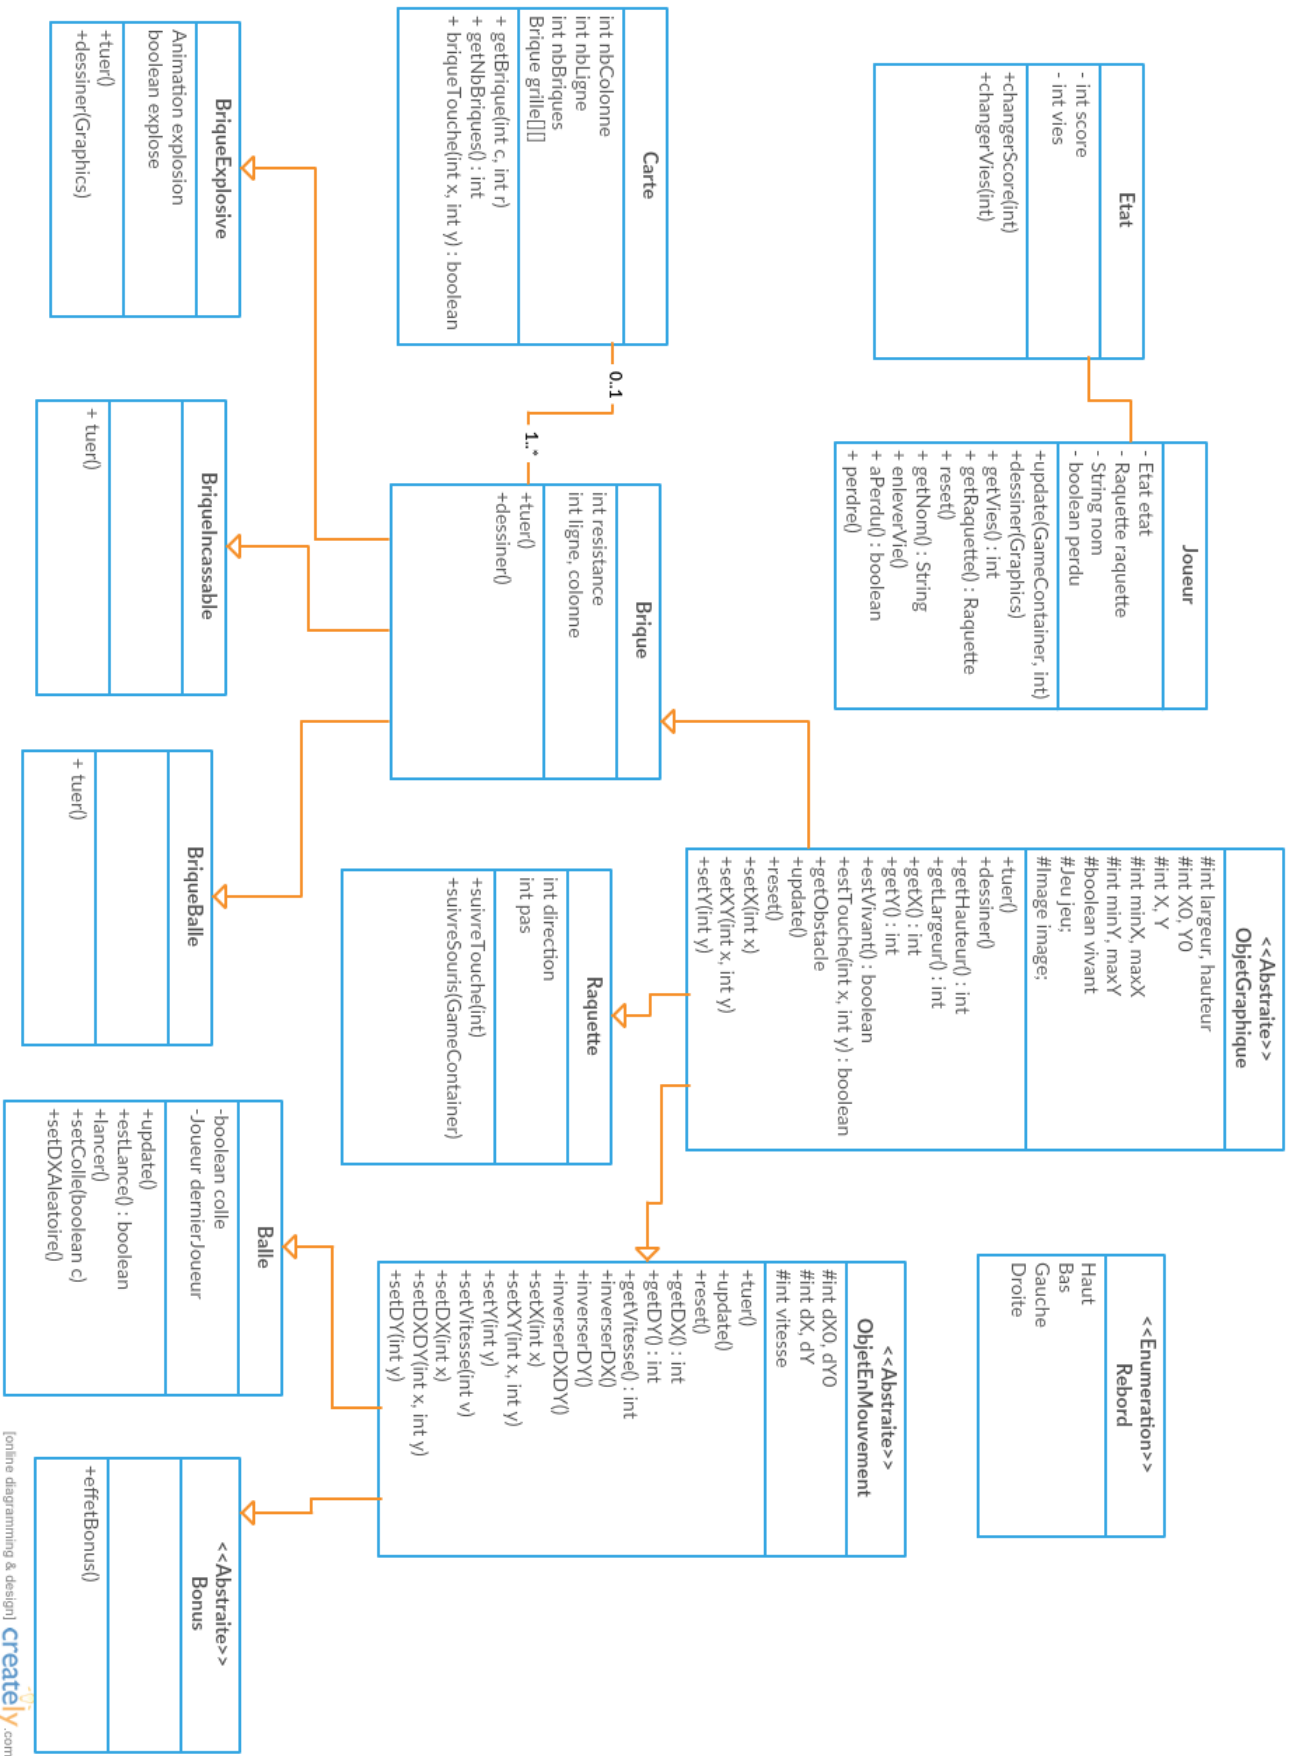 Etat
- int score
- int vies
+changerScore(int)
+changerVies(int)
Joueur
- Etat etat
- Raquette raquette
- String nom
- boolean perdu
+update(GameContainer, int)
+dessiner(Graphics)
+ getVies() : int
+ getRaquette() : Raquette
+ reset()
+ getNom() : String
+ enleverVie()
+ aPerdu() : boolean
+ perdre()
<<Abstraite>>
ObjetGraphique
#int largeur, hauteur
#int X0, Y0
#int X, Y
#int minX, maxX
#int minY, maxY
#boolean vivant
#Jeu jeu;
#Image image;
+tuer()
+dessiner()
+getHauteur() : int
+getLargeur() : int
+getX() : int
+getY() : int
+estVivant() : boolean
+estTouche(int x, int y) : boolean
+getObstacle
+update()
+reset()
+setX(int x)
+setXY(int x, int y)
+setY(int y)
<<Enumeration>>
Rebord
Haut
Bas
Gauche
Droite
Carte
int nbColonne
int nbLigne
int nbBriques
Brique grille[][]
+ getBrique(int c, int r)
+ getNbBriques() : int
+ briqueTouche(int x, int y) : boolean
0..1
1..*
Brique
int resistance
int ligne, colonne
+tuer()
+dessiner()
Raquette
int direction
int pas
+suivreTouche(int)
+suivreSouris(GameContainer)
<<Abstraite>>
ObjetEnMouvement
#int dX0, dY0
#int dX, dY
#int vitesse
+tuer()
+update()
+reset()
+getDX() : int
+getDY() : int
+getVitesse() : int
+inverserDX()
+inverserDY()
+inverserDXDY()
+setX(int x)
+setXY(int x, int y)
+setY(int y)
+setVitesse(int v)
+setDX(int x)
+setDXDY(int x, int y)
+setDY(int y)
BriqueExplosive
Animation explosion
boolean explose
+tuer()
+dessiner(Graphics)
BriqueIncassable
+ tuer()
BriqueBalle
+ tuer()
Balle
-boolean colle
-Joueur dernierJoueur
+update()
+estLance() : boolean
+lancer()
+setColle(boolean c)
+setDXAleatoire()
<<Abstraite>>
Bonus
+effetBonus()
[online diagramming & design] creately.com